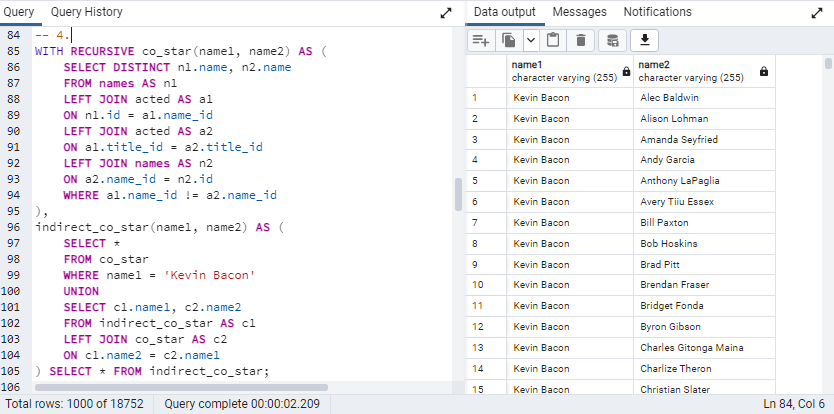 Query Query History
Data output Messages Notifications
84 -- 4.
85 WITH RECURSIVE co_star(name1, name2) AS (
86 SELECT DISTINCT n1.name, n2.name
87 FROM names AS n1
88 LEFT JOIN acted AS a1
89 ON n1.id = a1.name_id
90 LEFT JOIN acted AS a2
91 ON a1.title_id = a2.title_id
92 LEFT JOIN names AS n2
93 ON a2.name_id = n2.id
94 WHERE a1.name_id != a2.name_id
95 ),
96 indirect_co_star(name1, name2) AS (
97 SELECT *
98 FROM co_star
99 WHERE name1 = 'Kevin Bacon'
100 UNION
101 SELECT c1.name1, c2.name2
102 FROM indirect_co_star AS c1
103 LEFT JOIN co_star AS c2
104 ON c1.name2 = c2.name1
105 ) SELECT * FROM indirect_co_star;
106
name1 name2
character varying (255) character varying (255)
1 Kevin Bacon Alec Baldwin
2 Kevin Bacon Alison Lohman
3 Kevin Bacon Amanda Seyfried
4 Kevin Bacon Andy Garcia
5 Kevin Bacon Anthony LaPaglia
6 Kevin Bacon Avery Tiiu Essex
7 Kevin Bacon Bill Paxton
8 Kevin Bacon Bob Hoskins
9 Kevin Bacon Brad Pitt
10 Kevin Bacon Brendan Fraser
11 Kevin Bacon Bridget Fonda
12 Kevin Bacon Byron Gibson
13 Kevin Bacon Charles Gitonga Maina
14 Kevin Bacon Charlize Theron
15 Kevin Bacon Christian Slater
Total rows: 1000 of 18752 Query complete 00:00:02.209 Ln 84, Col 6